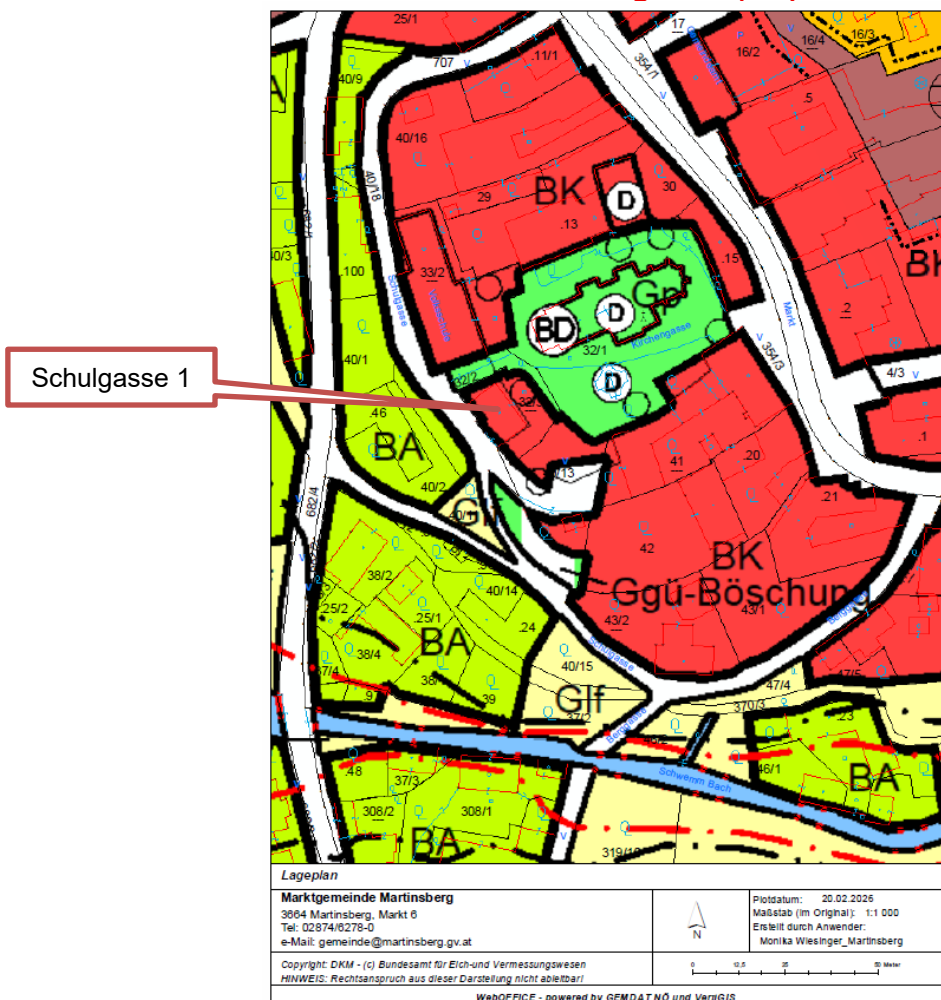 25/1
17
16/2
16/4
16/3
707
.11/1
354/1
.5
40/9
40/16
40/18
BK
D
29
30
.13
33/2
Volksschule
Schulgasse
.100
.15
BK
Gp
BD
D
32/1
Kirchengasse
Markt
354/3
.2
4/3
40/1
32/2
D
Schulgasse 1
.46
BA
41
.20
.1
40/2
.21
682/4
42
BK
Ggü-Böschung
38/2
40/14
25/2
.25/1
.24
43/2
43/1
BA
38/4
Schulgasse
40/15
.39
Glf
37/2
47/4
47/5
370/3
.23
Berggasse
Schwemm Bach
46/1
BA
.48
37/3
308/2
308/1
BA
Lageplan
Marktgemeinde Martinsberg
3664 Martinsberg, Markt 6
Tel: 02874/6278-0
e-Mail: gemeinde@martinsberg.gv.at
N
Plotdatum: 20.02.2026
Maßstab (im Original): 1:1 000
Erstellt durch Anwender:
Monika Wiesinger_Martinsberg
Copyright: DKM - (c) Bundesamt für Eich-und Vermessungswesen
HINWEIS: Rechtsanspruch aus dieser Darstellung nicht ableitbar!
0 12,5 25 50 Meter
WebOFFICE - powered by GEMDAT NÖ und VertiGIS